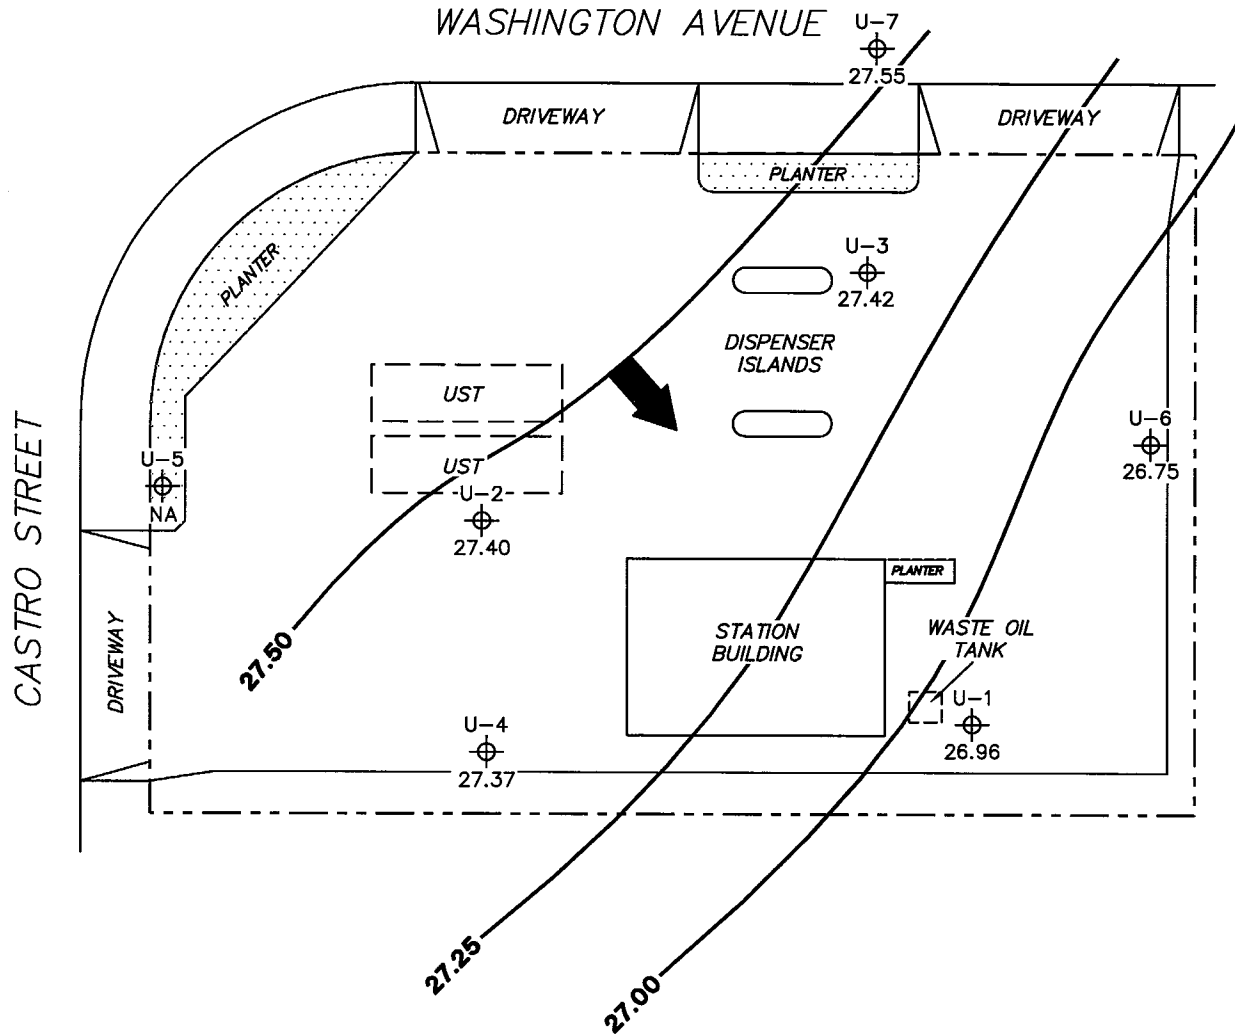 WASHINGTON AVENUE
U-7
27.55
DRIVEWAY
DRIVEWAY
PLANTER
PLANTER
U-3
27.42
DISPENSER
ISLANDS
UST
UST
U-6
26.75
CASTRO STREET
U-5
NA
U-2
27.40
PLANTER
STATION
BUILDING
WASTE OIL
TANK
27.50
DRIVEWAY
U-1
26.96
U-4
27.37
27.25
27.00